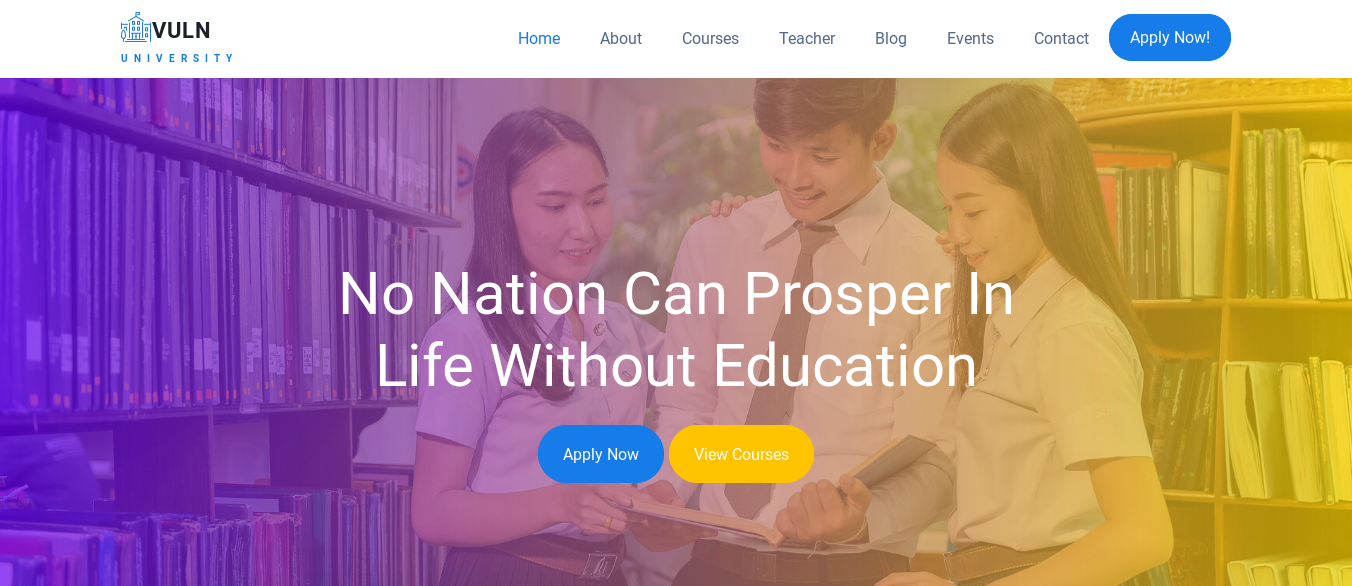 VULN
UNIVERSITY
Home About Courses Teacher Blog Events Contact Apply Now!
No Nation Can Prosper In
Life Without Education
Apply Now View Courses